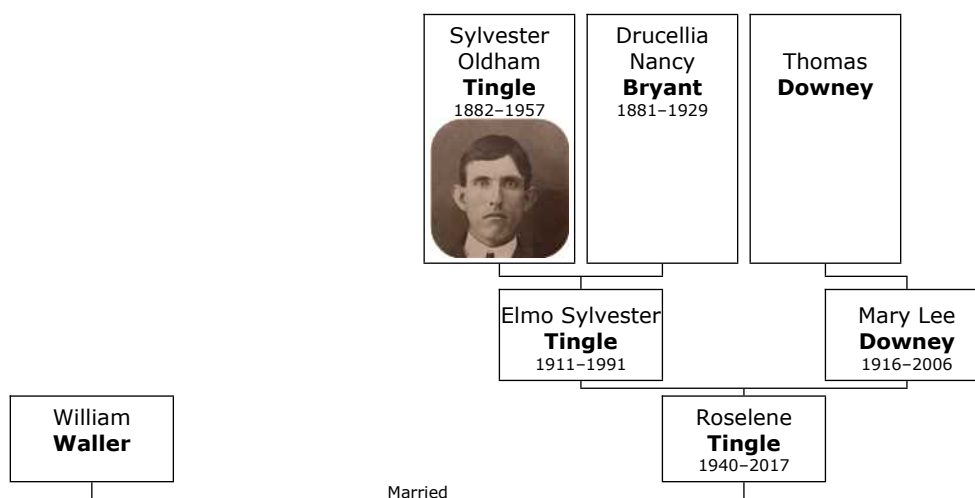 Sylvester
Oldham
Tingle
1882–1957
Drucellia
Nancy
Bryant
1881–1929
Thomas
Downey
Elmo Sylvester
Tingle
1911–1991
Mary Lee
Downey
1916–2006
William
Waller
Roselene
Tingle
1940–2017
Married